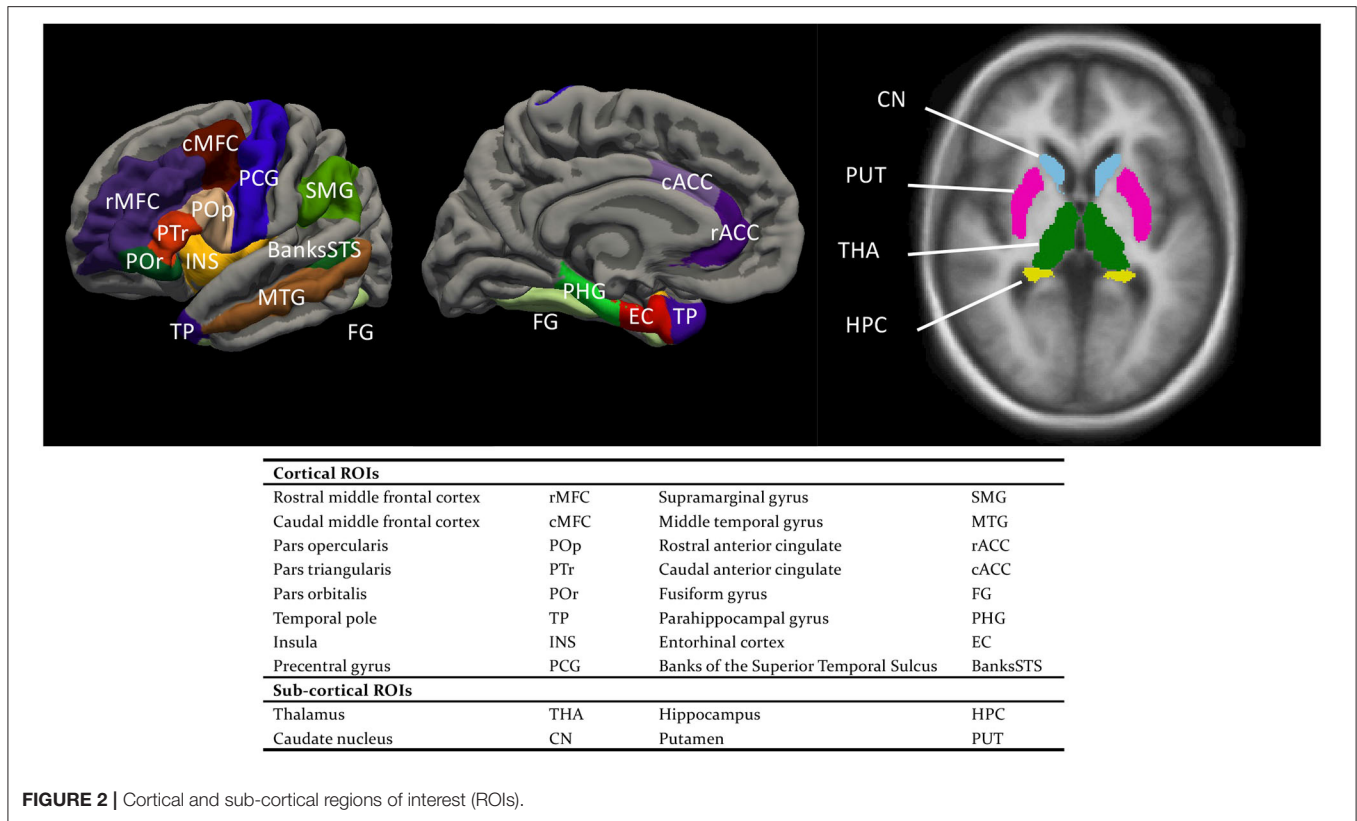 cMFC
PCG
SMG
rMFC
POp
PTr
POr
INS
BanksSTS
MTG
TP
FG
cACC
rACC
PHG
FG
EC
TP
CN
PUT
THA
HPC
Cortical ROIs
Rostral middle frontal cortex rMFC Supramarginal gyrus SMG
Caudal middle frontal cortex cMFC Middle temporal gyrus MTG
Pars opercularis POp Rostral anterior cingulate rACC
Pars triangularis PTr Caudal anterior cingulate cACC
Pars orbitalis POr Fusiform gyrus FG
Temporal pole TP Parahippocampal gyrus PHG
Insula INS Entorhinal cortex EC
Precentral gyrus PCG Banks of the Superior Temporal Sulcus BanksSTS
Sub-cortical ROIs
Thalamus THA Hippocampus HPC
Caudate nucleus CN Putamen PUT
FIGURE 2 | Cortical and sub-cortical regions of interest (ROIs).